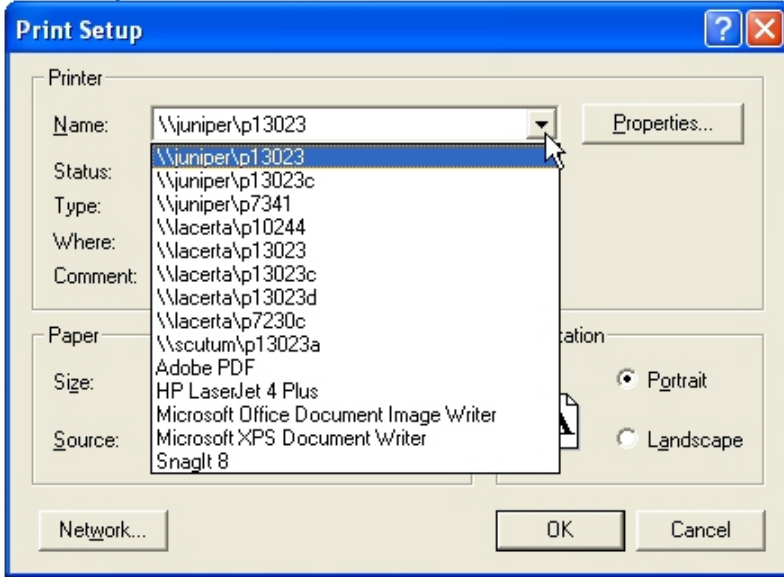 Print Setup
Printer
Name:
\\juniper\p13023
Properties...
\\juniper\p13023
\\juniper\p13023c
\\juniper\p7341
\\lacerta\p10244
\\lacerta\p13023
\\lacerta\p13023c
\\lacerta\p13023d
\\lacerta\p7230c
\\scutum\p13023a
Adobe PDF
HP LaserJet 4 Plus
Microsoft Office Document Image Writer
Microsoft XPS Document Writer
SnagIt 8
Status:
Type:
Where:
Comment:
Paper
Size:
Source:
Portrait
Landscape
Network...
OK
Cancel